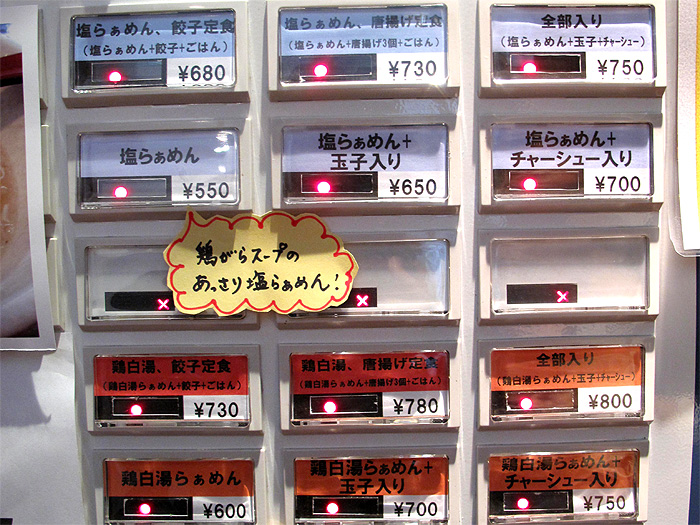 塩らぁめん、餃子定食
(塩らぁめん+餃子+ごはん)
¥680
塩らぁめん、唐揚げ定食
(塩らぁめん+唐揚げ3個+ごはん)
¥730
全部入り
(塩らぁめん+玉子+チャーシュー)
¥750
塩らぁめん
¥550
塩らぁめん+
玉子入り
¥650
塩らぁめん+
チャーシュー入り
¥700
鶏がらスープの
あっさり塩らぁめん!
鶏白湯、餃子定食
(鶏白湯らぁめん+餃子+ごはん)
¥730
鶏白湯、唐揚げ定食
(鶏白湯らぁめん+唐揚げ3個+ごはん)
¥780
全部入り
(鶏白湯らぁめん+玉子+チャーシュー)
¥800
鶏白湯らぁめん
¥600
鶏白湯らぁめん+
玉子入り
¥700
鶏白湯らぁめん+
チャーシュー入り
¥750